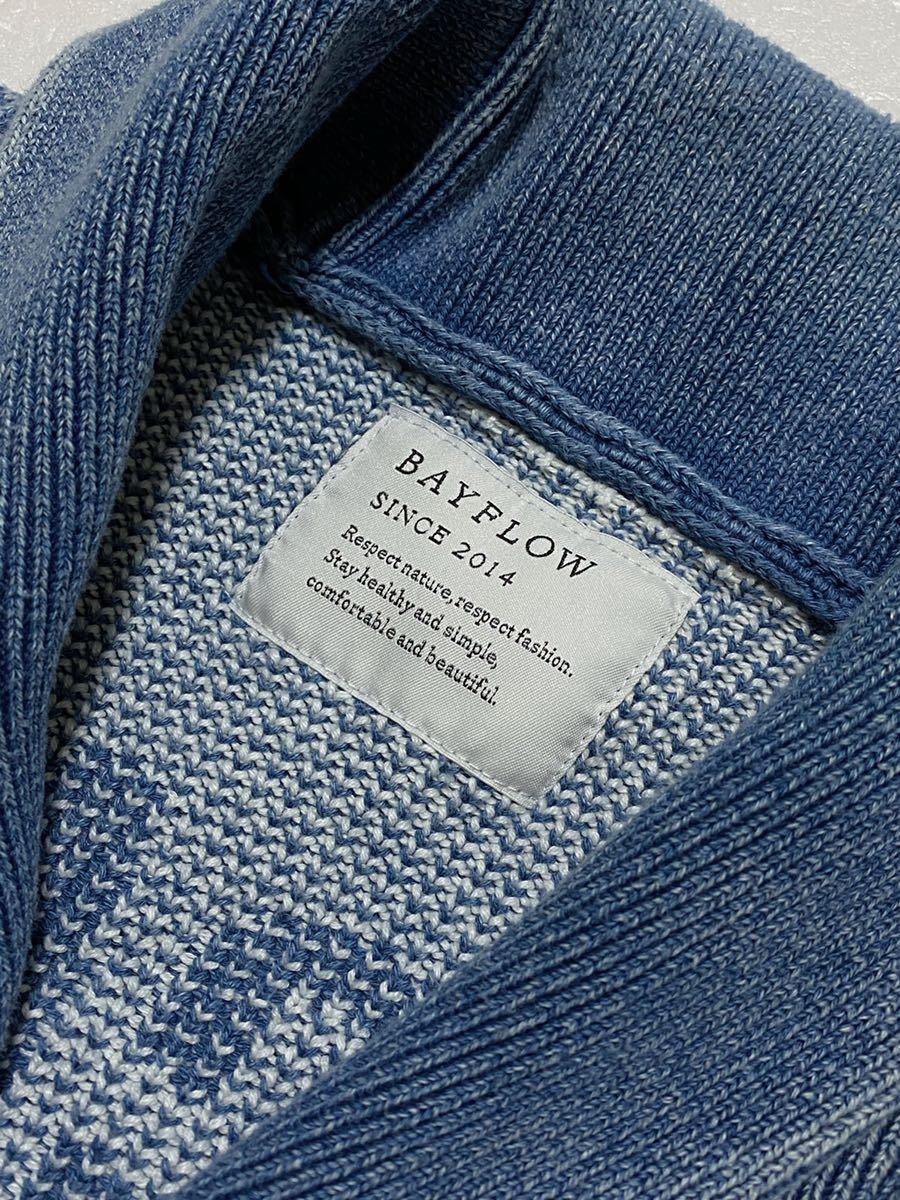 BAYFLOW
SINCE 2014
Respect nature, respect fashion.
Stay healthy and simple,
comfortable and beautiful.